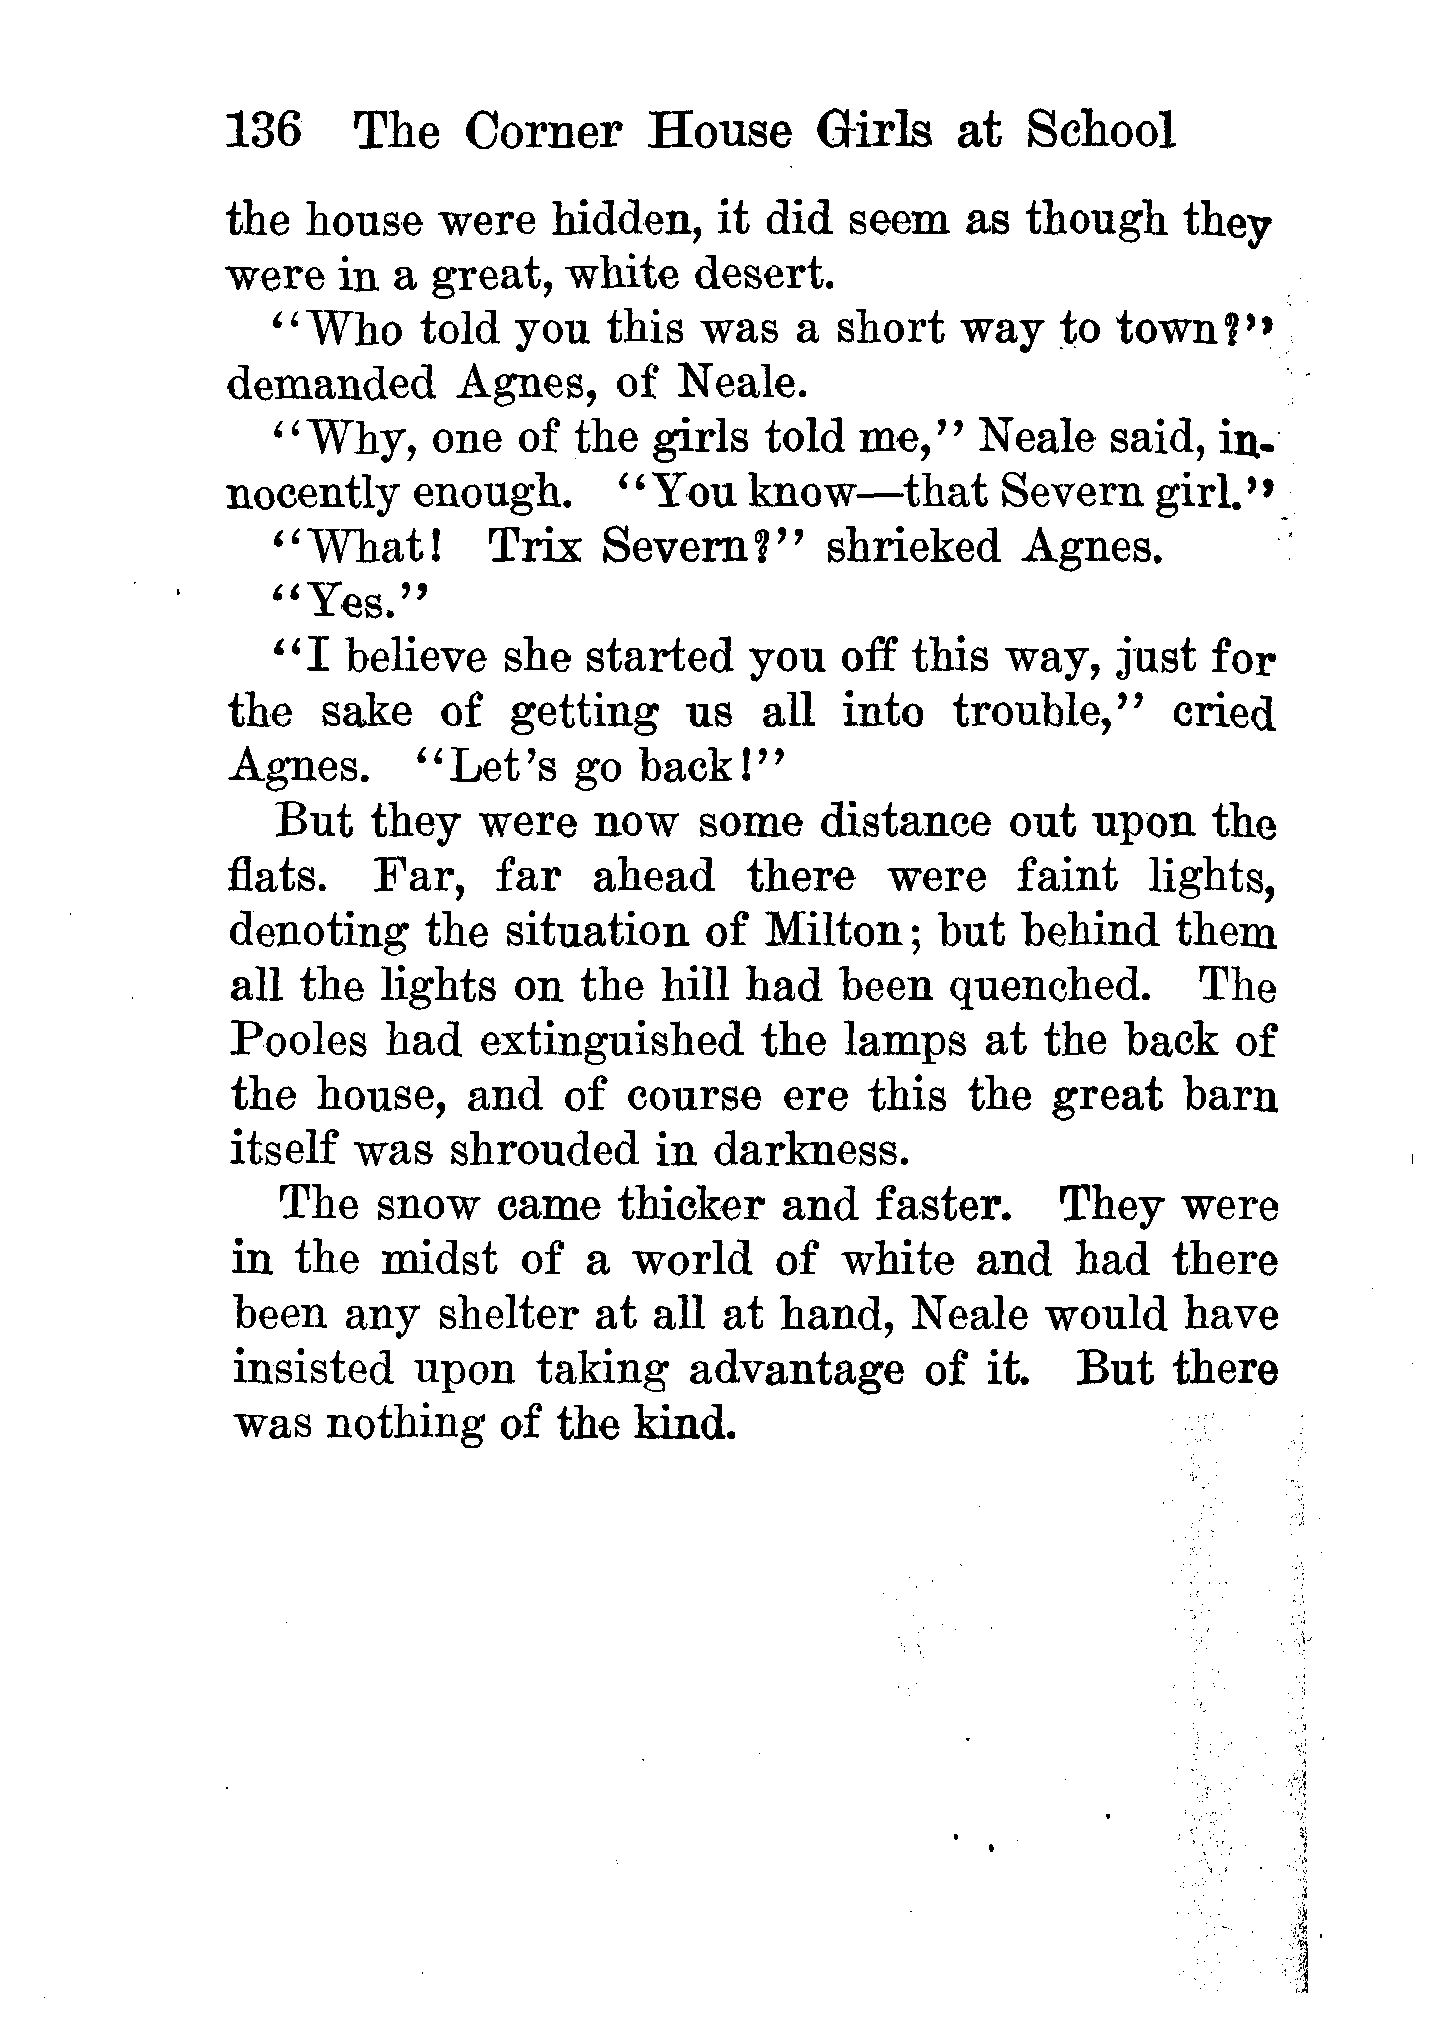 136 The Corner House Girls at School
the house were hidden, it did seem as though they
were in a great, white desert.
“Who told you this was a short way to town?”
demanded Agnes, of Neale.
“Why, one of the girls told me,” Neale said, in-
nocently enough. “You know—that Severn girl.”
“What! Trix Severn?” shrieked Agnes.
“Yes.”
“I believe she started you off this way, just for
the sake of getting us all into trouble,” cried
Agnes. “Let’s go back!”
But they were now some distance out upon the
flats. Far, far ahead there were faint lights,
denoting the situation of Milton; but behind them
all the lights on the hill had been quenched. The
Pooles had extinguished the lamps at the back of
the house, and of course ere this the great barn
itself was shrouded in darkness.
The snow came thicker and faster. They were
in the midst of a world of white and had there
been any shelter at all at hand, Neale would have
insisted upon taking advantage of it. But there
was nothing of the kind.